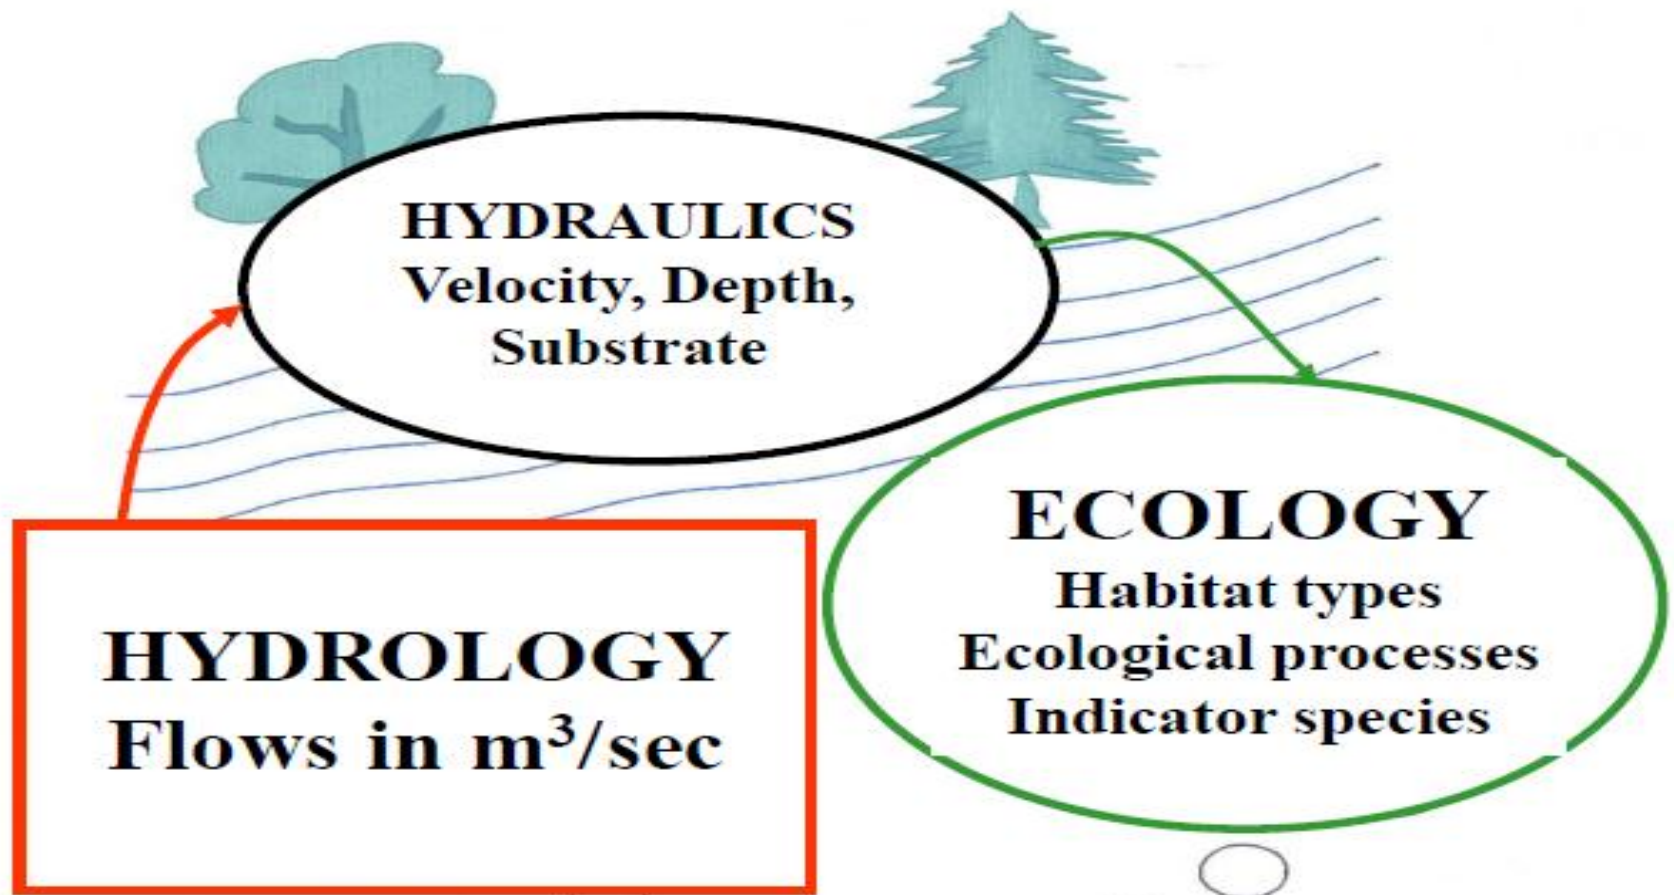 HYDRAULICS
Velocity, Depth,
Substrate
HYDROLOGY
Flows in m³/sec
ECOLOGY
Habitat types
Ecological processes
Indicator species